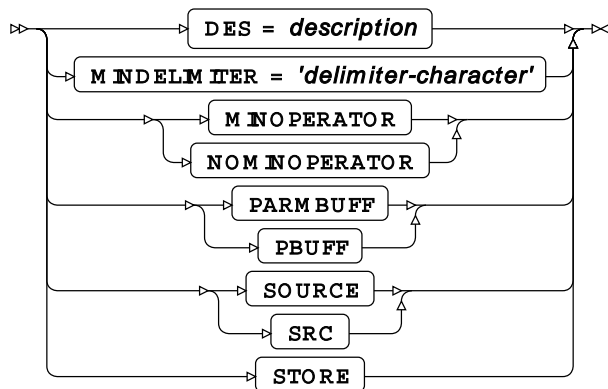 DES = description
MINDELIMITER = 'delimiter-character'
MINOPERATOR
NOMINOPERATOR
PARMBUFF
PBUFF
SOURCE
SRC
STORE